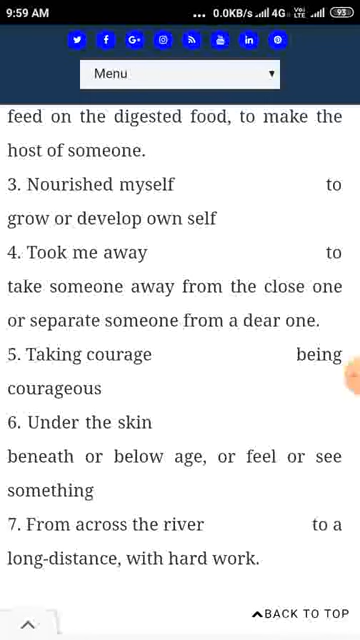 9:59 AM ... 0.0KB/s 4G VoLTE 93
Menu
feed on the digested food, to make the
host of someone.
3. Nourished myself to
grow or develop own self
4. Took me away to
take someone away from the close one
or separate someone from a dear one.
5. Taking courage being
courageous
6. Under the skin
beneath or below age, or feel or see
something
7. From across the river to a
long-distance, with hard work.
BACK TO TOP